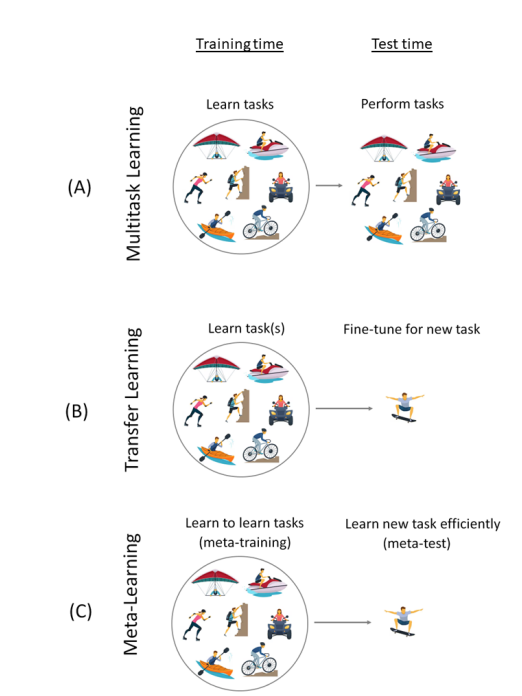 Training time
Test time
Learn tasks
Perform tasks
(A)
Multitask Learning
Learn task(s)
Fine-tune for new task
(B)
Transfer Learning
Learn to learn tasks
(meta-training)
Learn new task efficiently
(meta-test)
(C)
Meta-Learning